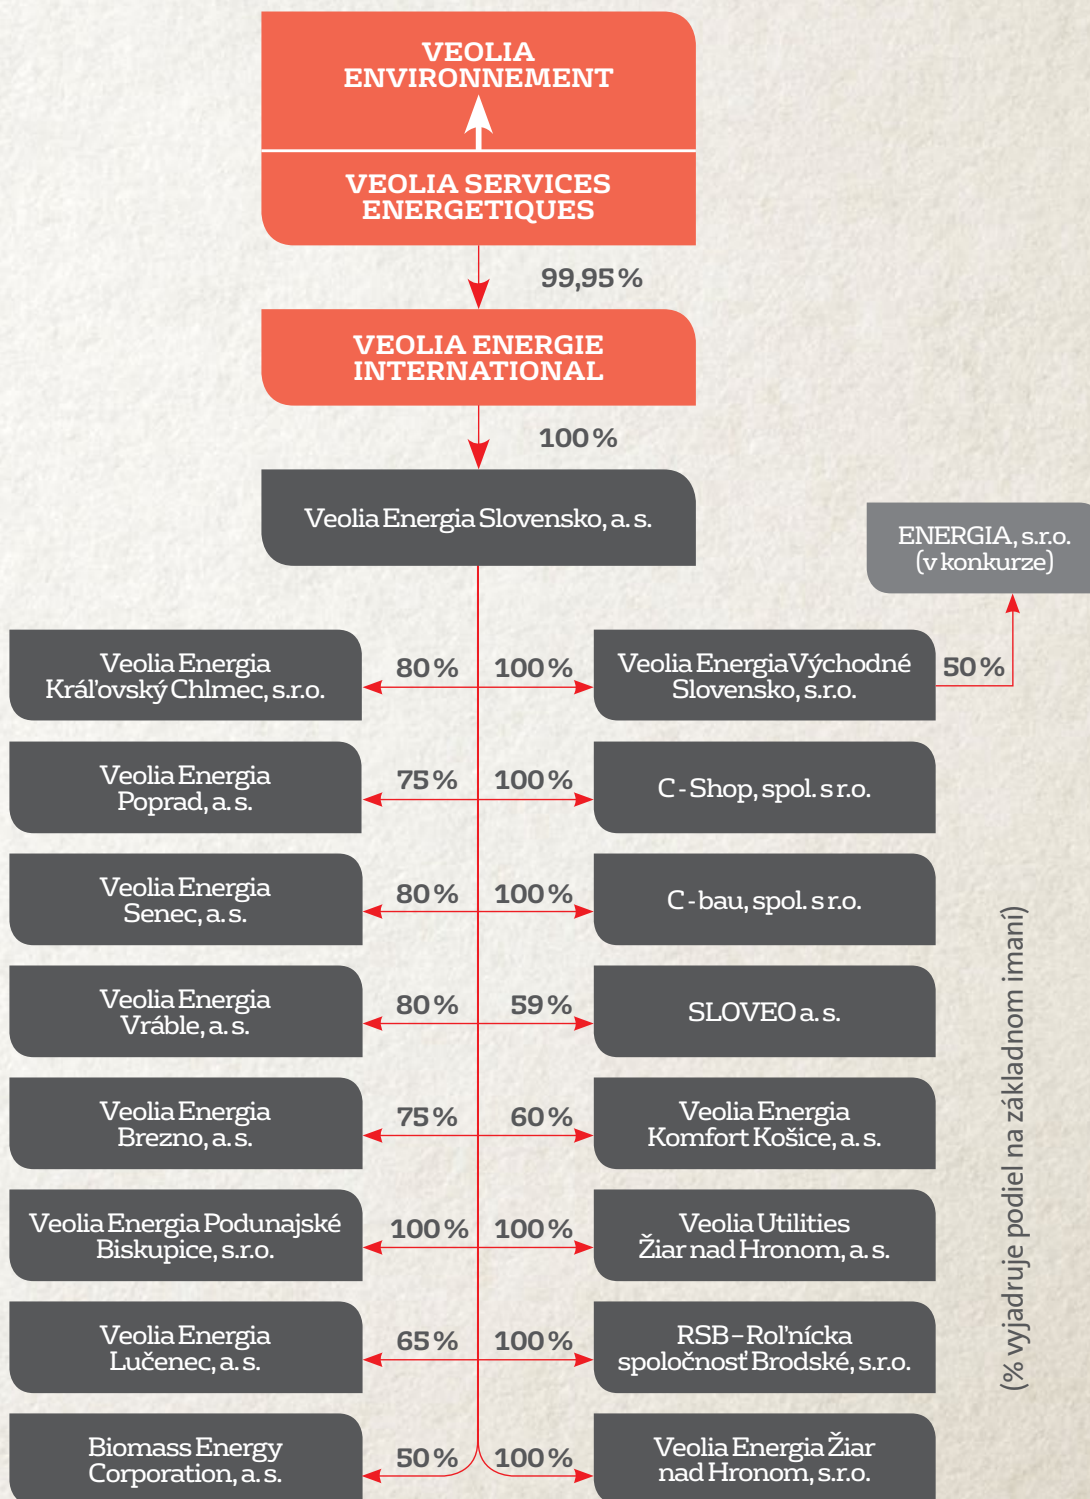 VEOLIA
ENVIRONNEMENT
VEOLIA SERVICES
ENERGETIQUES
99,95 %
VEOLIA ENERGIE
INTERNATIONAL
100 %
Veolia Energia Slovensko, a. s.
ENERGIA, s.r.o.
(v konkurze)
Veolia Energia
Kráľovský Chlmec, s.r.o.
80 %
100 %
Veolia Energia Východné
Slovensko, s.r.o.
50 %
Veolia Energia
Poprad, a. s.
75 %
100 %
C - Shop, spol. s r.o.
Veolia Energia
Senec, a. s.
80 %
100 %
C - bau, spol. s r.o.
Veolia Energia
Vráble, a. s.
80 %
59 %
SLOVEO a. s.
Veolia Energia
Brezno, a. s.
75 %
60 %
Veolia Energia
Komfort Košice, a. s.
Veolia Energia Podunajské
Biskupice, s.r.o.
100 %
100 %
Veolia Utilities
Žiar nad Hronom, a. s.
Veolia Energia
Lučenec, a. s.
65 %
100 %
RSB – Roľnícka
spoločnosť Brodské, s.r.o.
Biomass Energy
Corporation, a. s.
50 %
100 %
Veolia Energia Žiar
nad Hronom, s.r.o.
(% vyjadruje podiel na základnom imaní)